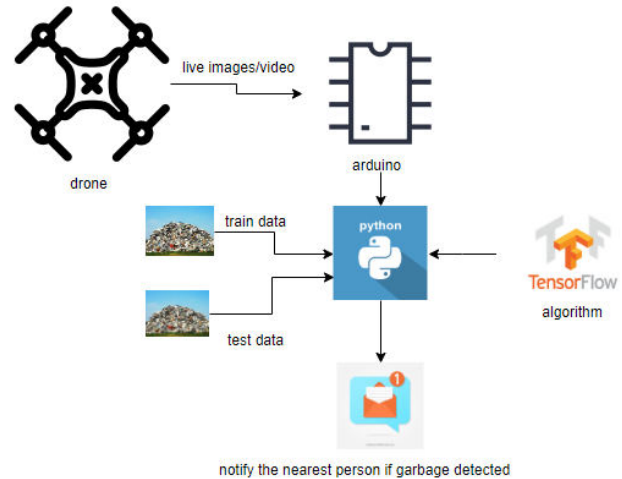 live images/video
drone
arduino
train data
python
TensorFlow
algorithm
test data
1
notify the nearest person if garbage detected